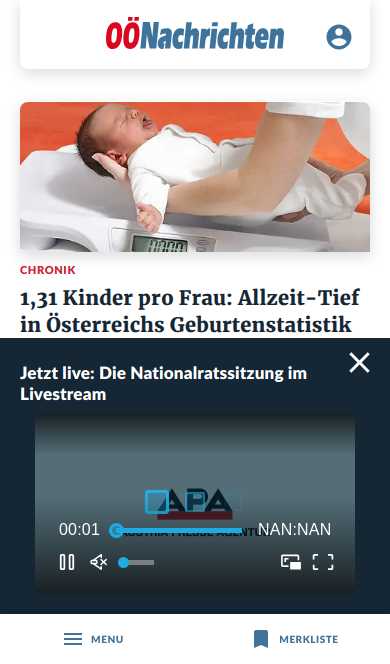 OÖNachrichten
CHRONIK
1,31 Kinder pro Frau: Allzeit-Tief
in Österreichs Geburtenstatistik
Jetzt live: Die Nationalratssitzung im
Livestream
APA
00:01
NAN:NAN
AUSTRIA PRESSE AGENTUR
MENU
MERKLISTE